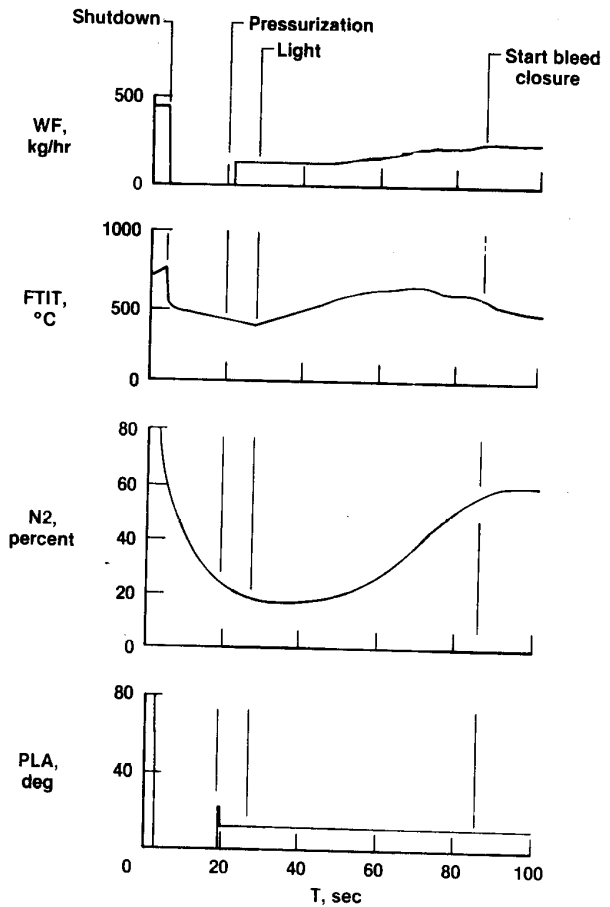 Shutdown
Pressurization
Light
Start bleed
closure
WF,
kg/hr
500
0
FTIT,
°C
1000
500
0
N2,
percent
80
60
40
20
0
PLA,
deg
80
40
0 20 40 60 80 100
T, sec